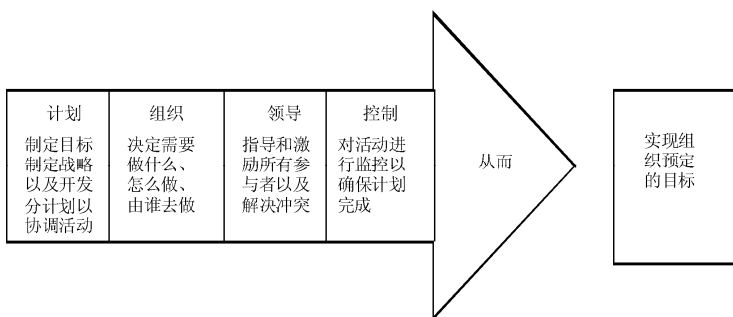 计划
制定目标
制定战略
以及开发
分计划以
协调活动
组织
决定需要
做什么、
怎么做、
由谁去做
领导
指导和激
励所有参
与者以及
解决冲突
控制
对活动进
行监控以
确保计划
完成
从而
实现组
织预定
的目标